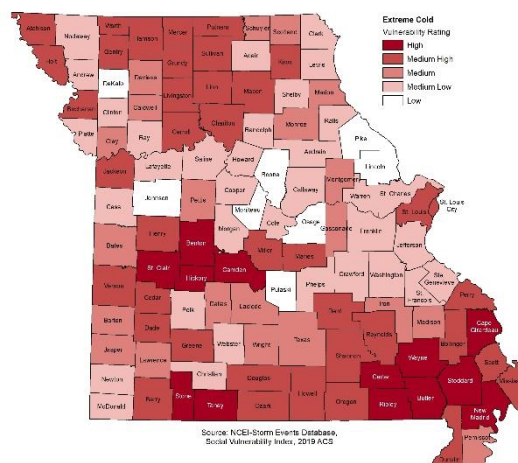 Extreme Cold
Vulnerability Rating
High
Medium High
Medium
Medium Low
Low
Atchison
Nodaway
Worth
Harrison
Mercer
Putnam
Schuyler
Scotland
Clark
Holt
Gentry
Sullivan
Adair
Knox
Lewis
Andrew
DeKalb
Daviess
Grundy
Linn
Macon
Shelby
Marion
Buchanan
Clinton
Caldwell
Livingston
Chariton
Randolph
Monroe
Ralls
Platte
Clay
Ray
Carroll
Audrain
Pike
Jackson
Lafayette
Saline
Howard
Boone
Callaway
Montgomery
Lincoln
Warren
St. Charles
Cass
Johnson
Pettis
Cooper
Moniteau
Cole
Osage
Gasconade
Franklin
St. Louis
St. Louis
City
Bates
Henry
Benton
Morgan
Miller
Maries
Jefferson
St. Clair
Hickory
Camden
Pulaski
Phelps
Crawford
Washington
Ste
Genevieve
St
Francois
Vernon
Cedar
Polk
Dallas
Laclede
Dent
Iron
Madison
Perry
Barton
Dade
Greene
Webster
Wright
Texas
Reynolds
Bollinger
Cape
Girardeau
Jasper
Lawrence
Christian
Douglas
Shannon
Wayne
Scott
Newton
Stone
Carter
Stoddard
McDonald
Barry
Taney
Ozark
Howell
Oregon
Ripley
Butler
New
Madrid
Pemiscot
Dunklin
Source: NCEI-Storm Events Database,
Social Vulnerability Index, 2019 ACS